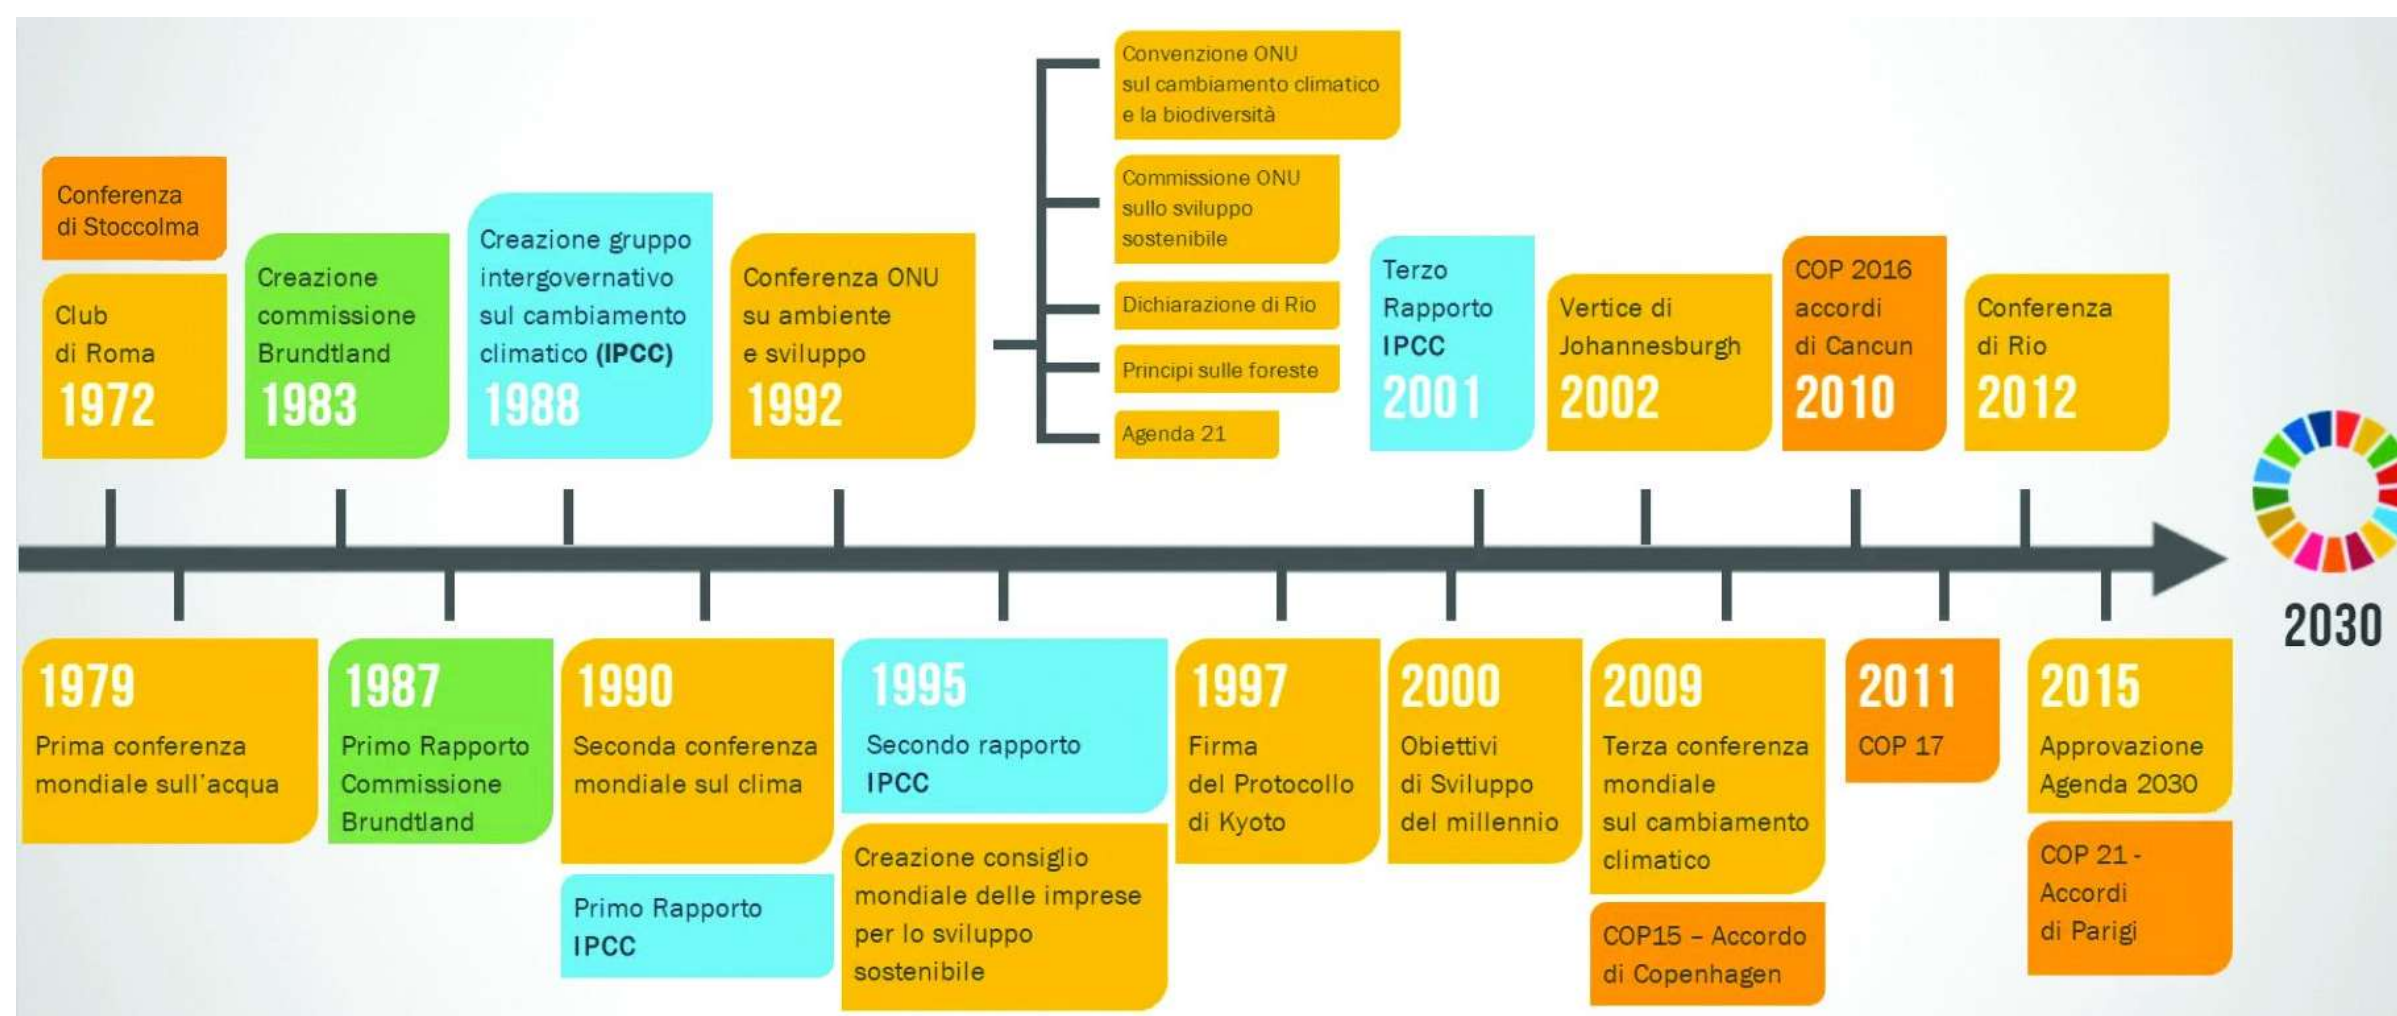 Conferenza
di Stoccolma
Club
di Roma
1972
Creazione
commissione
Brundtland
1983
Creazione gruppo
intergovernativo
sul cambiamento
climatico (IPCC)
1988
Conferenza ONU
su ambiente
e sviluppo
1992
Convenzione ONU
sul cambiamento climatico
e la biodiversità
Commissione ONU
sullo sviluppo
sostenibile
Dichiarazione di Rio
Principi sulle foreste
Agenda 21
Terzo
Rapporto
IPCC
2001
Vertice di
Johannesburgh
2002
COP 2016
accordi
di Cancun
2010
Conferenza
di Rio
2012
2030
1979
Prima conferenza
mondiale sull'acqua
1987
Primo Rapporto
Commissione
Brundtland
1990
Seconda conferenza
mondiale sul clima
Primo Rapporto
IPCC
1995
Secondo rapporto
IPCC
Creazione consiglio
mondiale delle imprese
per lo sviluppo
sostenibile
1997
Firma
del Protocollo
di Kyoto
2000
Obiettivi
di Sviluppo
del millennio
2009
Terza conferenza
mondiale
sul cambiamento
climatico
COP15 – Accordo
di Copenhagen
2011
COP 17
2015
Approvazione
Agenda 2030
COP 21 -
Accordi
di Parigi